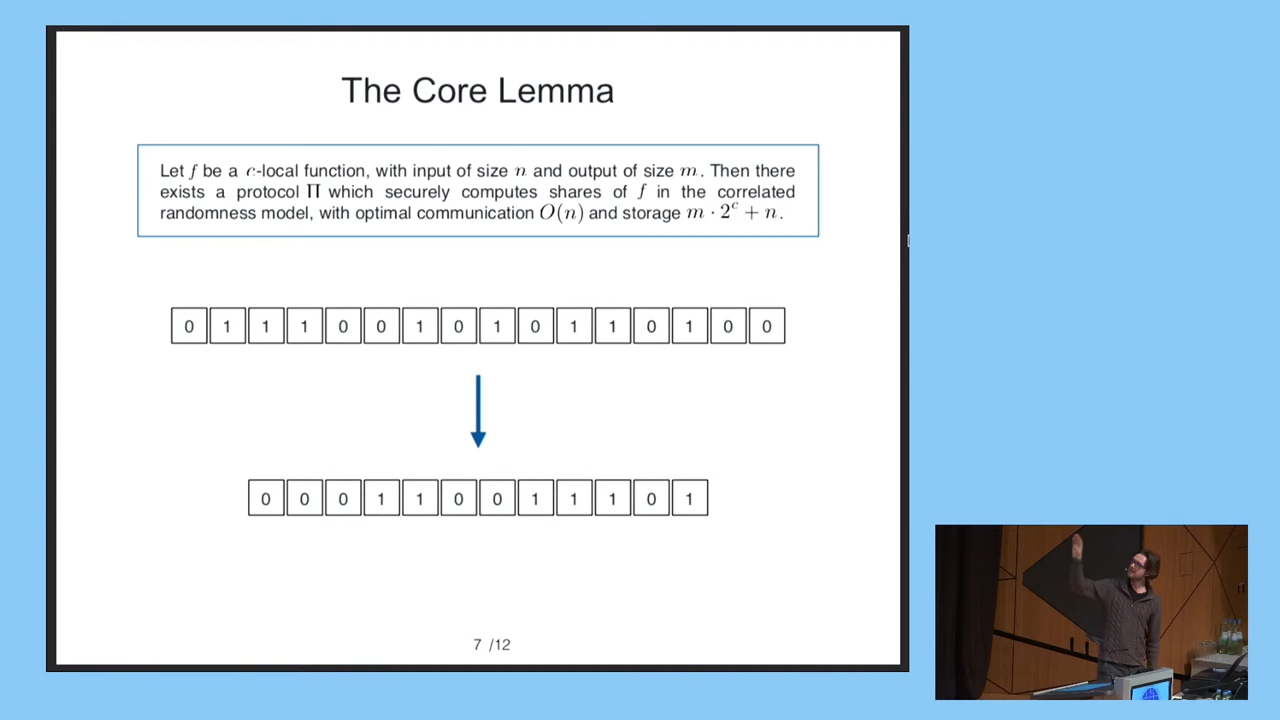 The Core Lemma
Let f be a c-local function, with input of size n and output of size m. Then there
exists a protocol Π which securely computes shares of f in the correlated
randomness model, with optimal communication O(n) and storage m · 2^c + n.
0 1 1 1 0 0 1 0 1 0 1 1 0 1 0 0
0 0 0 1 1 0 0 1 1 1 0 1
7 /12